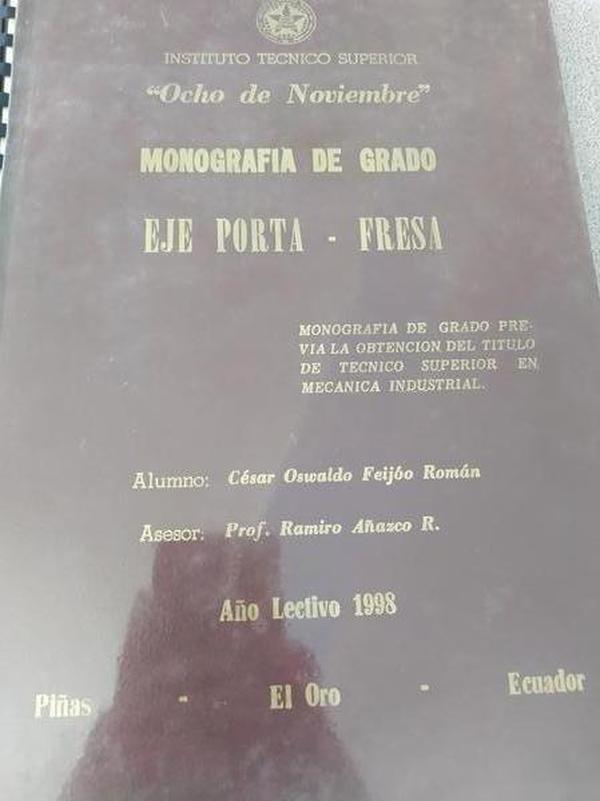 INSTITUTO TECNICO SUPERIOR
"Ocho de Noviembre"
MONOGRAFIA DE GRADO
EJE PORTA - FRESA
MONOGRAFIA DE GRADO PRE-
VIA LA OBTENCION DEL TITULO
DE TECNICO SUPERIOR EN
MECANICA INDUSTRIAL.
Alumno: César Oswaldo Feijóo Román
Asesor: Prof. Ramiro Añazco R.
Año Lectivo 1998
Piñas - El Oro - Ecuador